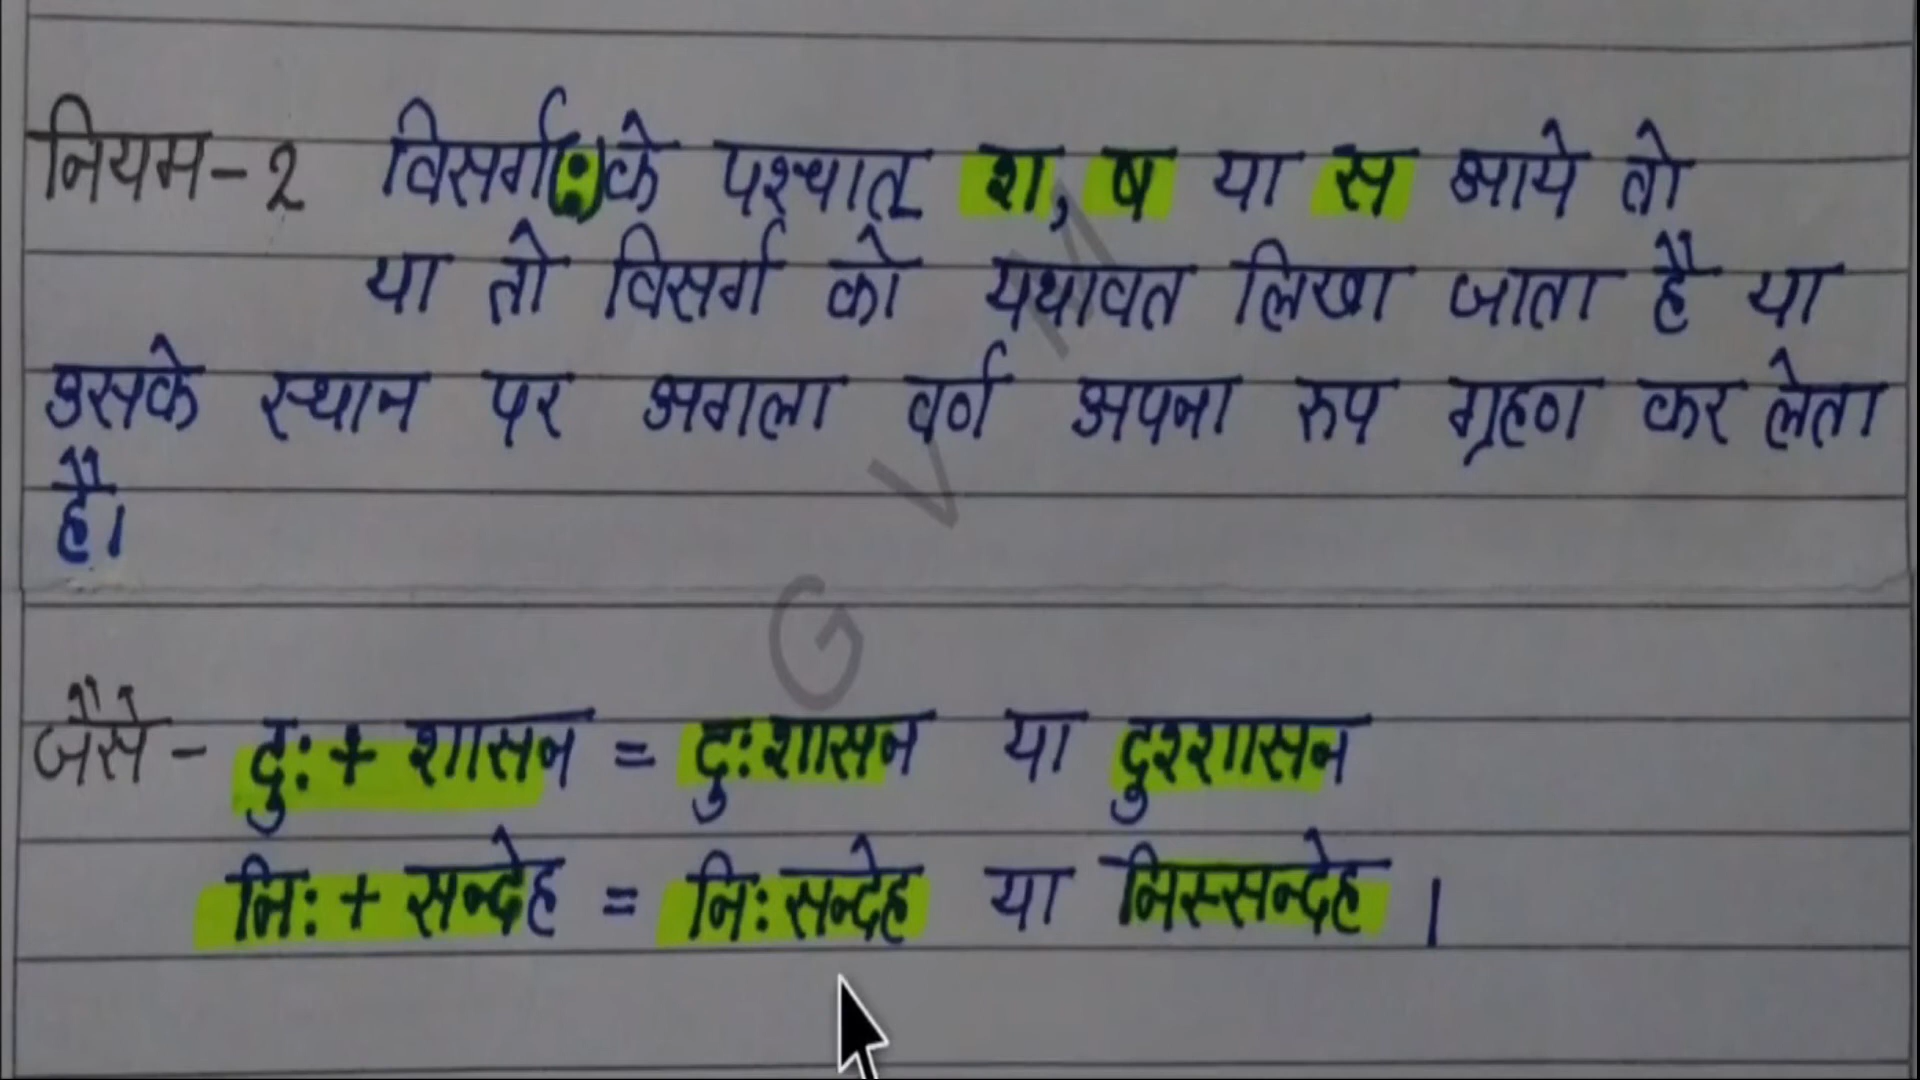 नियम-2 विसर्ग(:)के पश्चात् श, ष या स आये तो
या तो विसर्ग को यथावत लिखा जाता है या
उसके स्थान पर अगला वर्ण अपना रुप ग्रहण कर लेता
है।
जैसे - दु: + शासन = दु:शासन या दुश्शासन
नि: + सन्देह = नि:सन्देह या निस्सन्देह ।
G V M